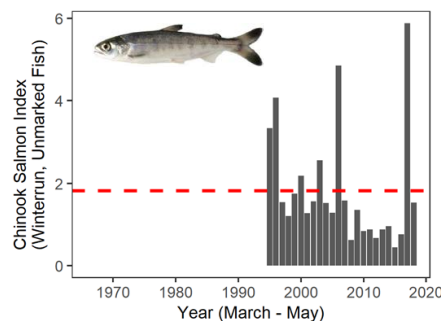 Chinook Salmon Index
(Winterrun, Unmarked Fish)
6
4
2
0
1970 1980 1990 2000 2010 2020
Year (March - May)